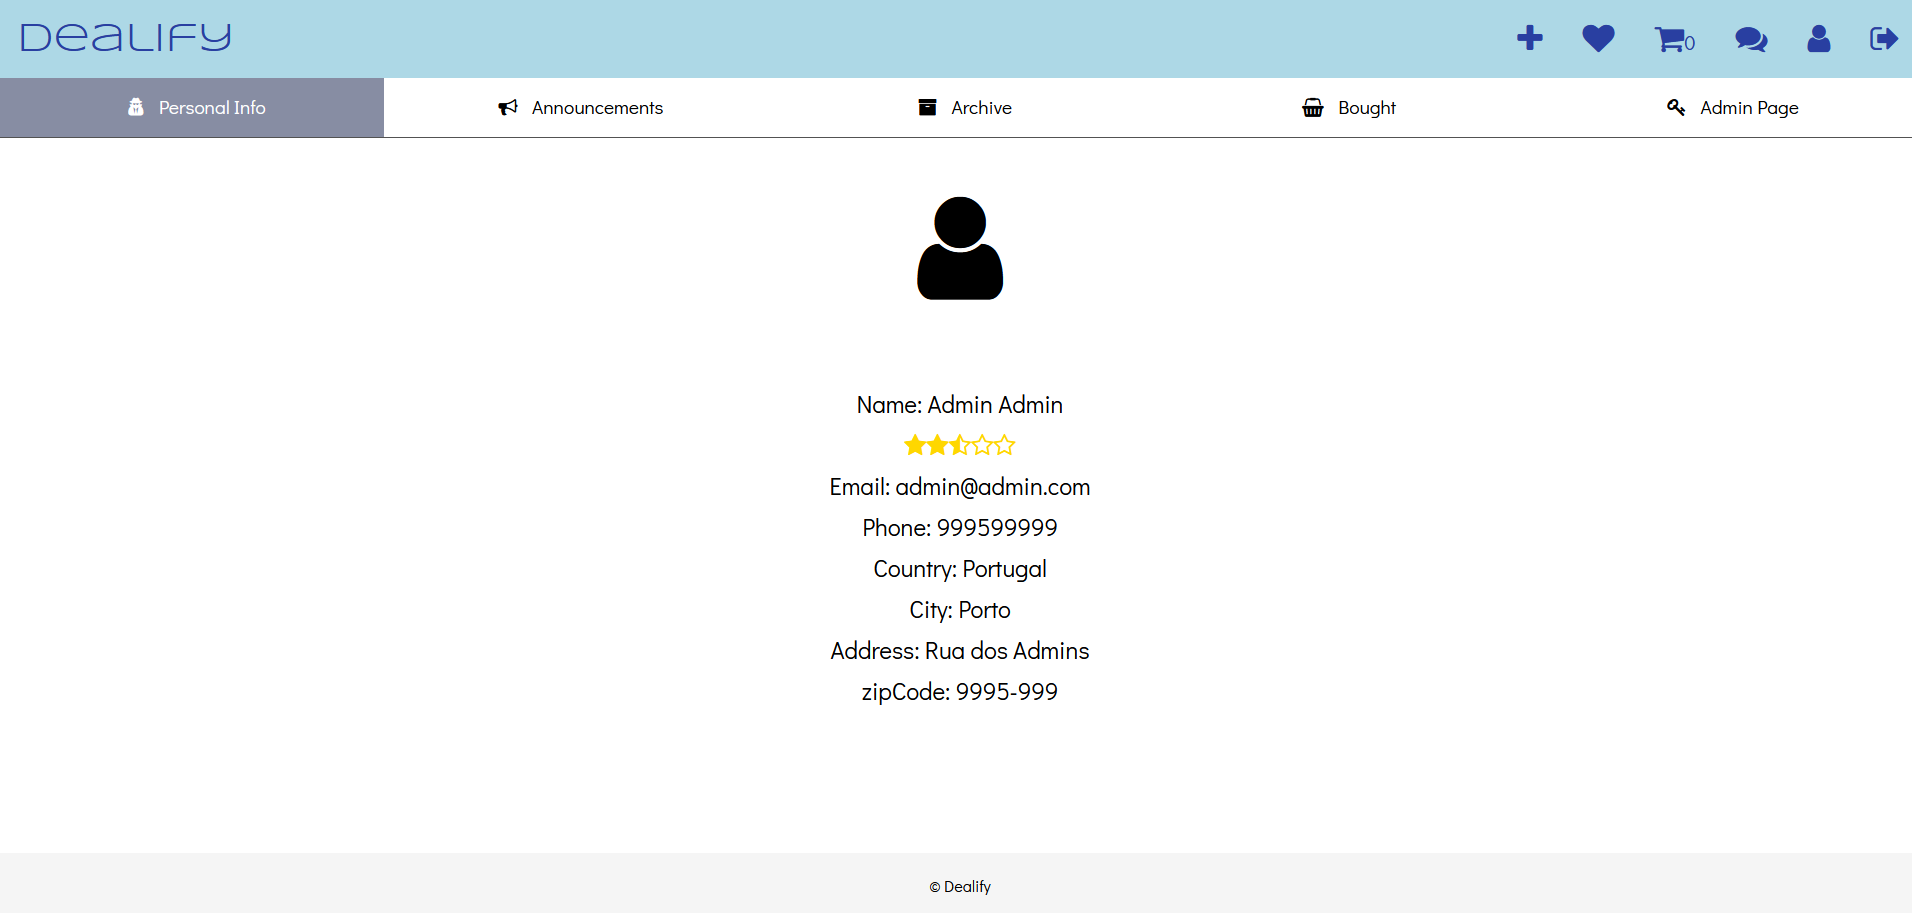 Dealify
0
Personal Info
Announcements
Archive
Bought
Admin Page
Name: Admin Admin
Email: admin@admin.com
Phone: 999599999
Country: Portugal
City: Porto
Address: Rua dos Admins
zipCode: 9995-999
© Dealify